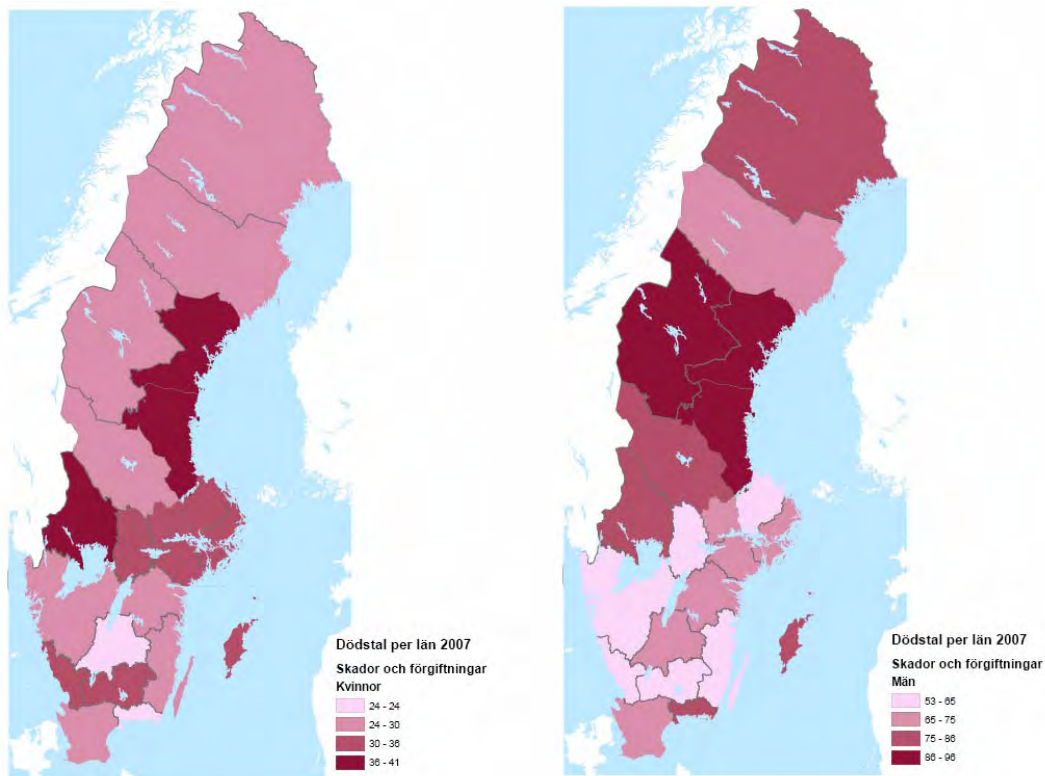 Dödstal per län 2007
Skador och förgiftningar
Kvinnor
24 - 24
24 - 30
30 - 36
36 - 41
Dödstal per län 2007
Skador och förgiftningar
Män
53 - 65
65 - 75
75 - 86
86 - 96